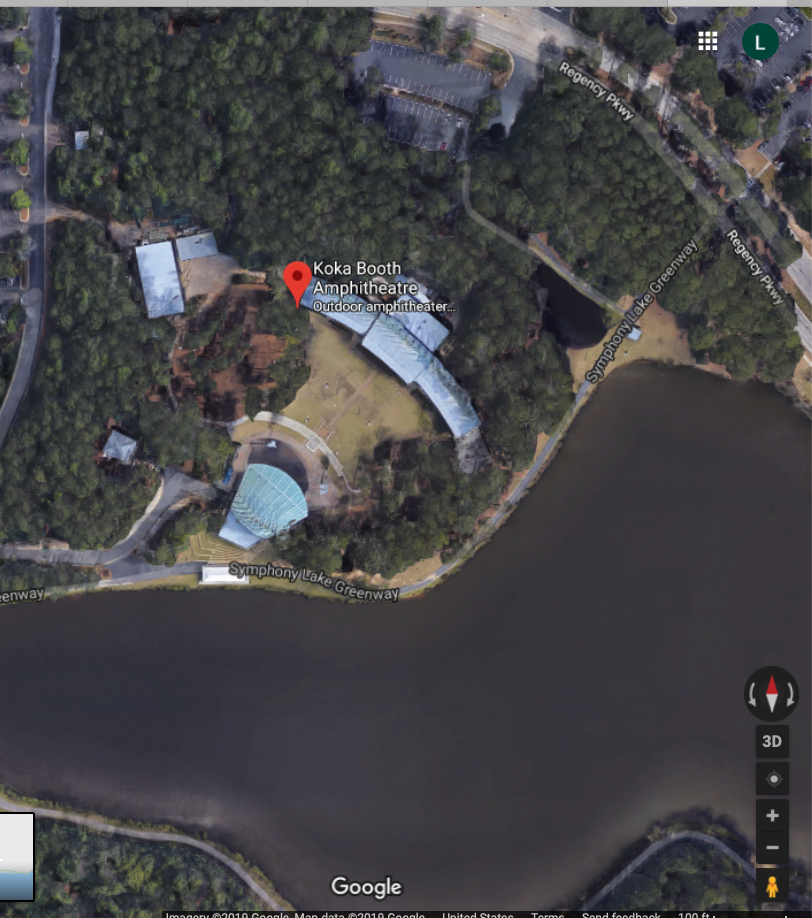 L
Regency Pkwy
Regency Pkwy
Koka Booth
Amphitheatre
Outdoor amphitheater...
Symphony Lake Greenway
Symphony Lake Greenway
eenway
3D
Google
Imagery ©2019 Google, Map data ©2019 Google United States Terms Send feedback 100 ft